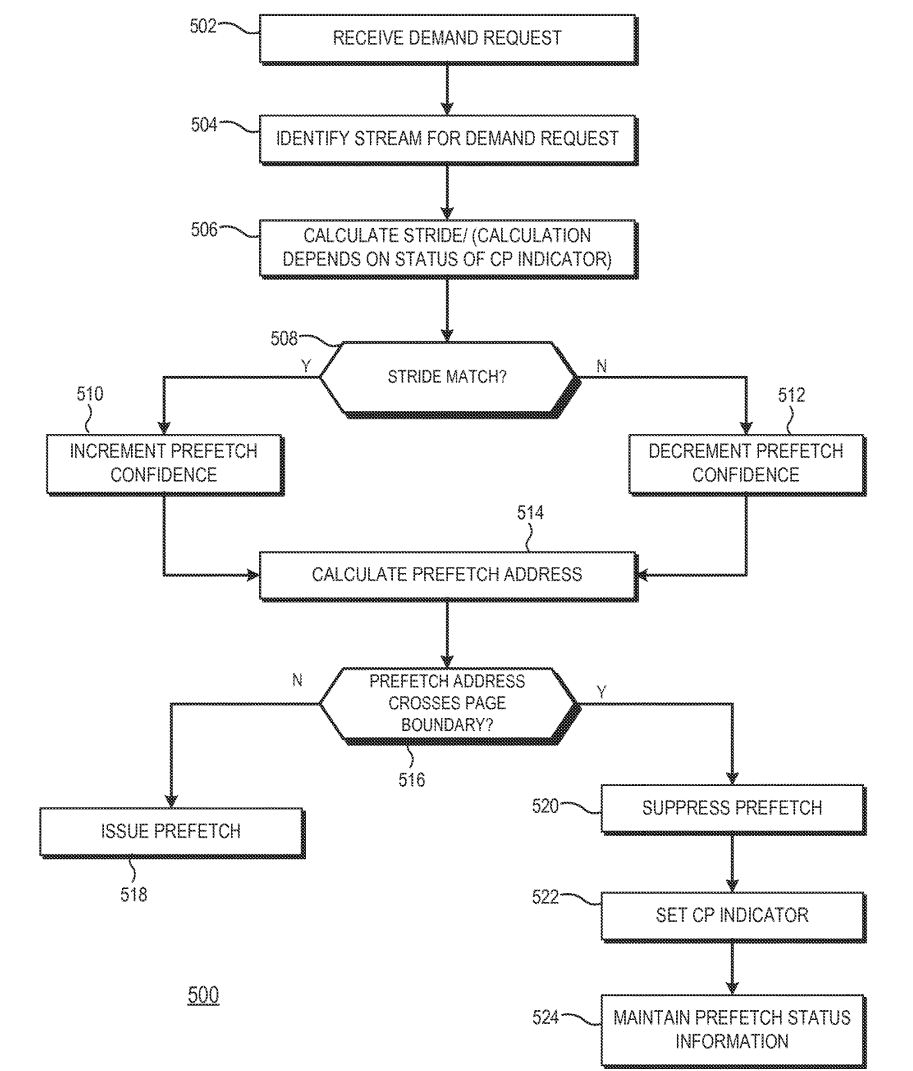 502
RECEIVE DEMAND REQUEST
504
IDENTIFY STREAM FOR DEMAND REQUEST
506
CALCULATE STRIDE/ (CALCULATION
DEPENDS ON STATUS OF CP INDICATOR)
508
Y
STRIDE MATCH?
N
510
INCREMENT PREFETCH
CONFIDENCE
512
DECREMENT PREFETCH
CONFIDENCE
514
CALCULATE PREFETCH ADDRESS
N
PREFETCH ADDRESS
CROSSES PAGE
BOUNDARY?
Y
516
ISSUE PREFETCH
518
520
SUPPRESS PREFETCH
522
SET CP INDICATOR
500
524
MAINTAIN PREFETCH STATUS
INFORMATION